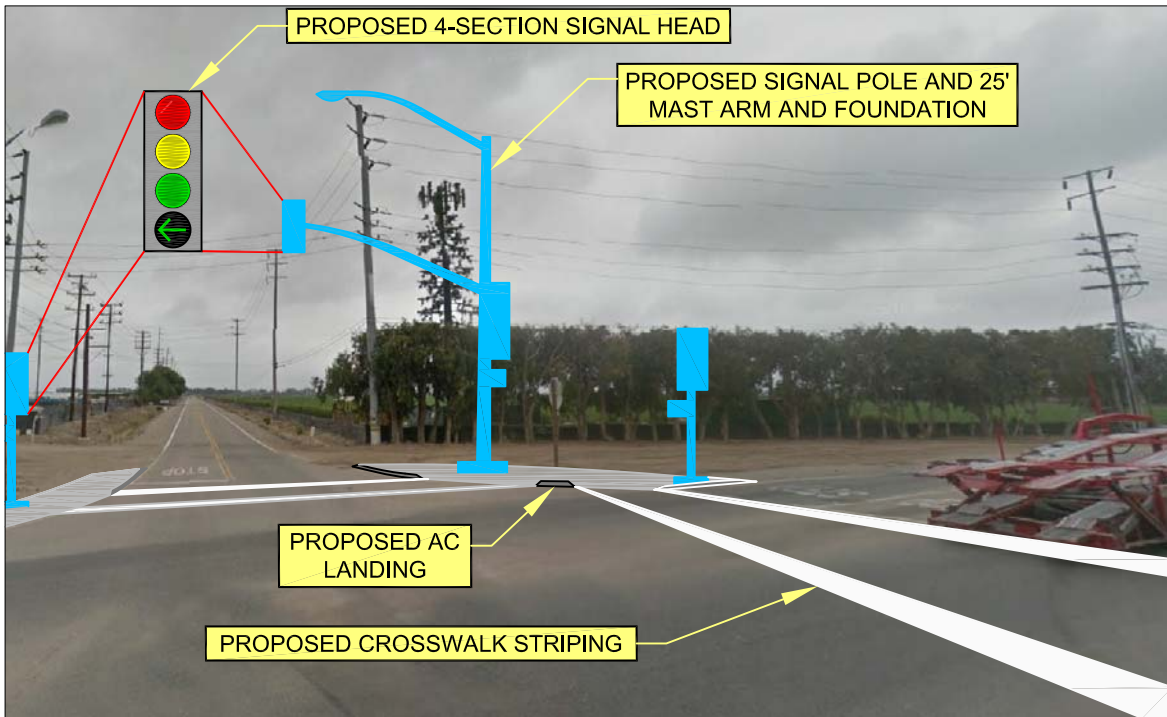 PROPOSED 4-SECTION SIGNAL HEAD
PROPOSED SIGNAL POLE AND 25'
MAST ARM AND FOUNDATION
STOP
PROPOSED AC
LANDING
PROPOSED CROSSWALK STRIPING